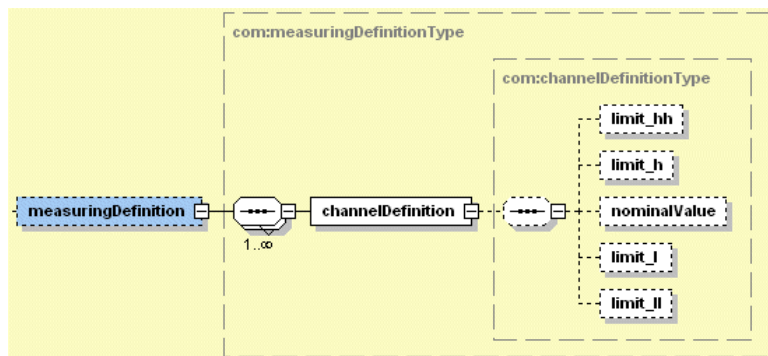 com:measuringDefinitionType
com:channelDefinitionType
limit_hh
limit_h
measuringDefinition
channelDefinition
nominalValue
1..∞
limit_l
limit_ll